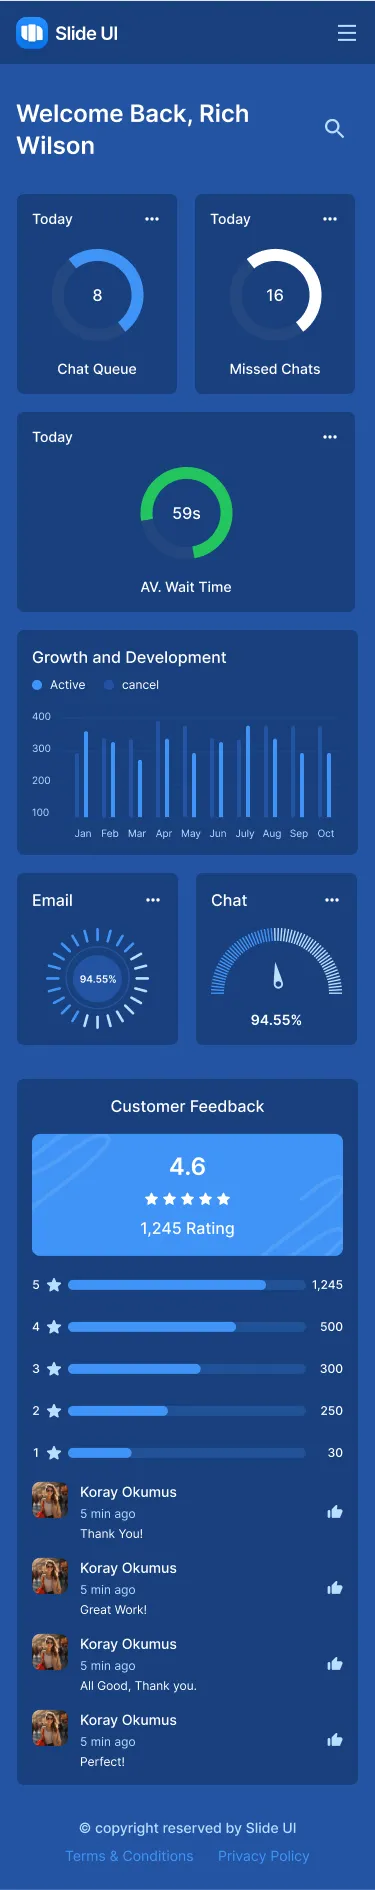 Slide UI
Welcome Back, Rich
Wilson
Today
8
Chat Queue
Today
16
Missed Chats
Today
59s
AV. Wait Time
Growth and Development
Active cancel
400
300
200
100
Jan Feb Mar Apr May Jun July Aug Sep Oct
Email
94.55%
Chat
94.55%
Customer Feedback
4.6
1,245 Rating
5 1,245
4 500
3 300
2 250
1 30
Koray Okumus
5 min ago
Thank You!
Koray Okumus
5 min ago
Great Work!
Koray Okumus
5 min ago
All Good, Thank you.
Koray Okumus
5 min ago
Perfect!
© copyright reserved by Slide UI
Terms & Conditions Privacy Policy